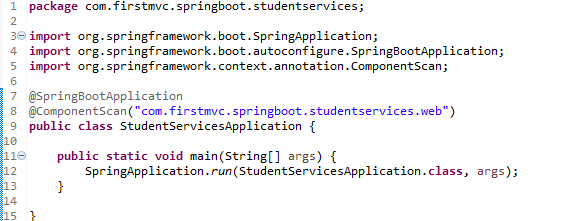 1 package com.firstmvc.springboot.studentservices;
2
3 import org.springframework.boot.SpringApplication;
4 import org.springframework.boot.autoconfigure.SpringBootApplication;
5 import org.springframework.context.annotation.ComponentScan;
6
7 @SpringBootApplication
8 @ComponentScan("com.firstmvc.springboot.studentservices.web")
9 public class StudentServicesApplication {
10
11     public static void main(String[] args) {
12         SpringApplication.run(StudentServicesApplication.class, args);
13     }
14
15 }